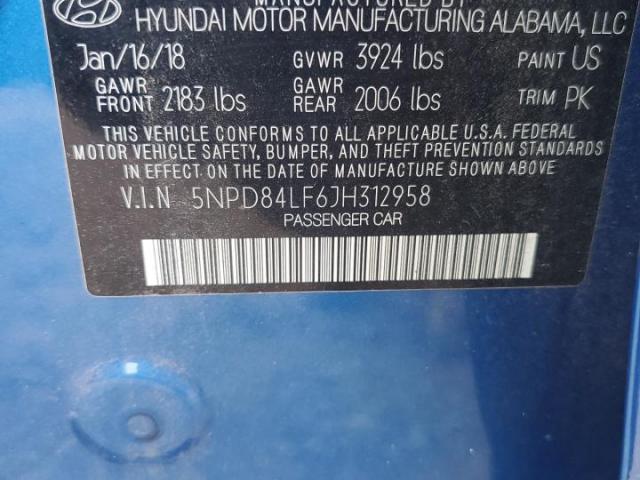 MANUFACTURED BY
HYUNDAI MOTOR MANUFACTURING ALABAMA, LLC
Jan/16/18 GVWR 3924 lbs PAINT US
GAWR FRONT 2183 lbs GAWR REAR 2006 lbs TRIM PK
THIS VEHICLE CONFORMS TO ALL APPLICABLE U.S.A. FEDERAL
MOTOR VEHICLE SAFETY, BUMPER, AND THEFT PREVENTION STANDARDS
IN EFFECT ON THE DATE OF MANUFACTURE SHOWN ABOVE
V.I.N 5NPD84LF6JH312958
PASSENGER CAR